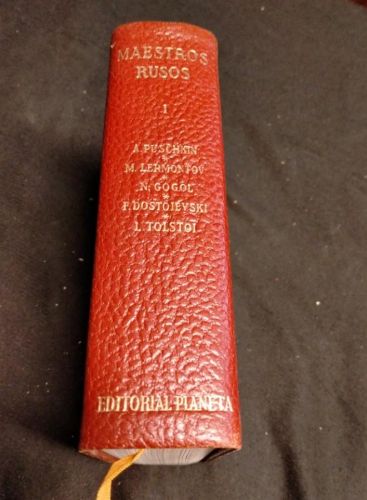 MAESTROS
RUSOS
I
A. PUSCHKIN
M. LERMONTOV
N. GOGOL
F. DOSTOIEVSKI
L. TOLSTOI
EDITORIAL PLANETA